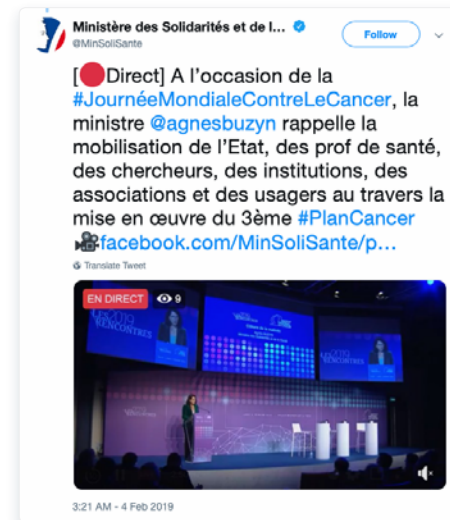 Ministère des Solidarités et de l...
Follow
@MinSoliSante
[Direct] A l'occasion de la
#JournéeMondialeContreLeCancer, la
ministre @agnesbuzyn rappelle la
mobilisation de l'Etat, des prof de santé,
des chercheurs, des institutions, des
associations et des usagers au travers la
mise en œuvre du 3ème #PlanCancer
facebook.com/MinSoliSante/p...
Translate Tweet
EN DIRECT 9
2019
RENCONTRES
3:21 AM - 4 Feb 2019